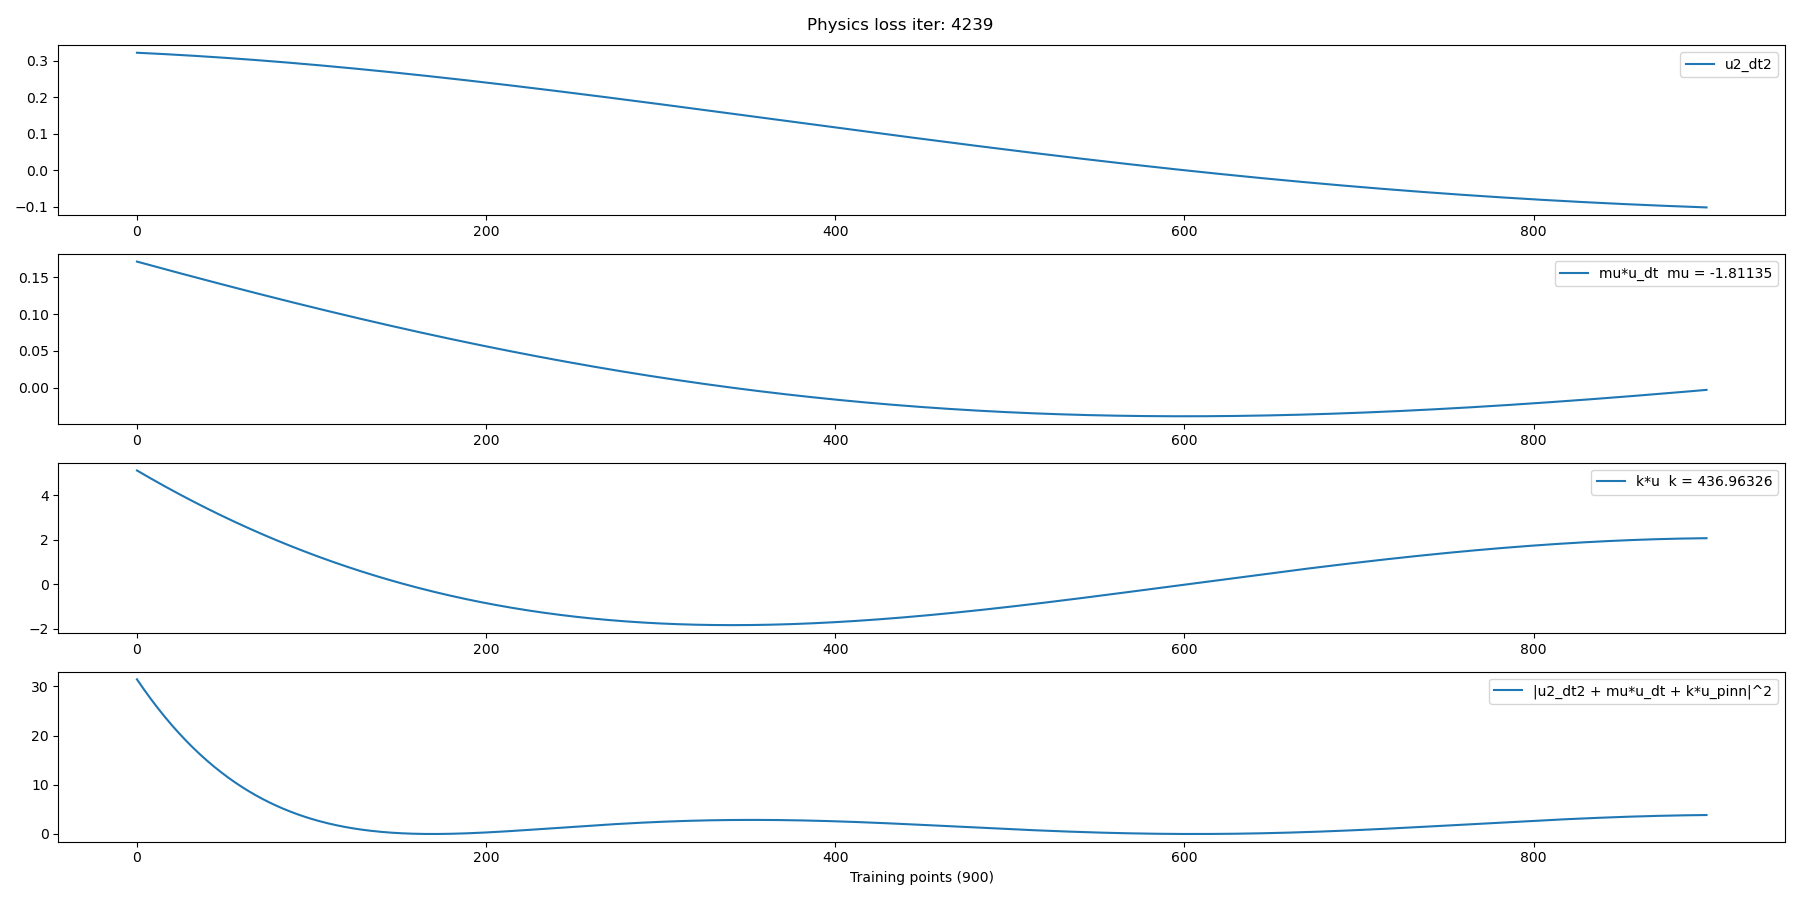 Physics loss iter: 4239
0.3
0.2
0.1
0.0
−0.1
u2_dt2
0 200 400 600 800
0.15
0.10
0.05
0.00
mu*u_dt  mu = -1.81135
0 200 400 600 800
4
2
0
−2
k*u  k = 436.96326
0 200 400 600 800
30
20
10
0
|u2_dt2 + mu*u_dt + k*u_pinn|^2
0 200 400 600 800
Training points (900)